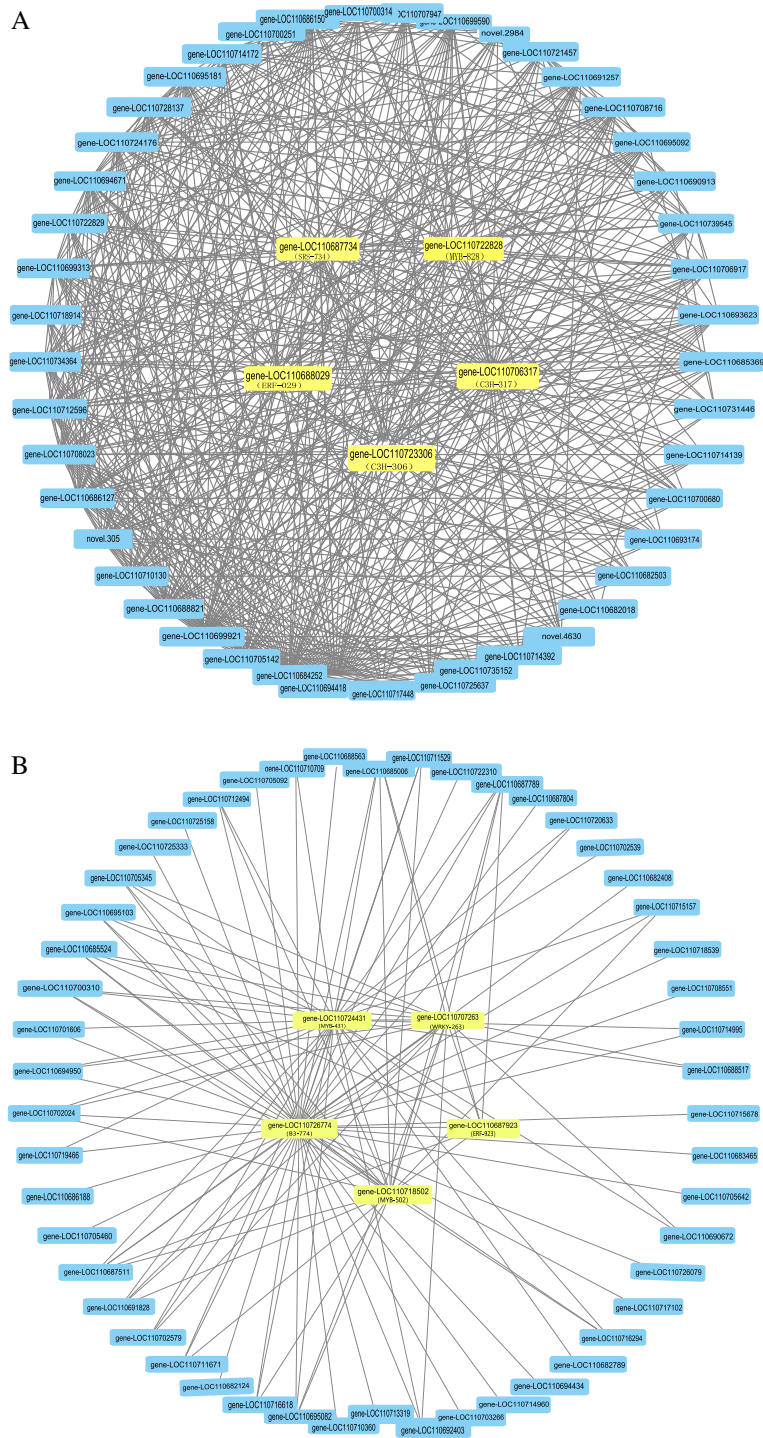 A
gene-LOC110700314
gene-LOC110686150
LOC110707947
gene-LOC110699590
gene-LOC110700251
novel.2984
gene-LOC110714172
gene-LOC110721457
gene-LOC110695181
gene-LOC110691257
gene-LOC110728137
gene-LOC110708716
gene-LOC110724176
gene-LOC110695092
gene-LOC110694671
gene-LOC110690913
gene-LOC110722829
gene-LOC110739545
gene-LOC110687734
(SRS-734)
gene-LOC110722828
(MYB-828)
gene-LOC110699313
gene-LOC110706917
gene-LOC110718914
gene-LOC110693623
gene-LOC110734364
gene-LOC110685369
gene-LOC110688029
(ERF-029)
gene-LOC110706317
(C3H-317)
gene-LOC110712596
gene-LOC110731446
gene-LOC110708023
gene-LOC110714139
gene-LOC110723306
(C3H-306)
gene-LOC110686127
gene-LOC110700680
novel.305
gene-LOC110693174
gene-LOC110710130
gene-LOC110682503
gene-LOC110688821
gene-LOC110682018
gene-LOC110699921
novel.4630
gene-LOC110705142
gene-LOC110714392
gene-LOC110684252
gene-LOC110735152
gene-LOC110694418
gene-LOC110725637
gene-LOC110717448
B
gene-LOC110688563
gene-LOC110711529
gene-LOC110710709
gene-LOC110685006
gene-LOC110722310
gene-LOC110705092
gene-LOC110687789
gene-LOC110712494
gene-LOC110687804
gene-LOC110725158
gene-LOC110720633
gene-LOC110725333
gene-LOC110702539
gene-LOC110705345
gene-LOC110682408
gene-LOC110695103
gene-LOC110715157
gene-LOC110685524
gene-LOC110718539
gene-LOC110700310
gene-LOC110708551
gene-LOC110724431
(MYB-431)
gene-LOC110707263
(WRKY-263)
gene-LOC110701606
gene-LOC110714995
gene-LOC110694950
gene-LOC110688517
gene-LOC110702024
gene-LOC110715678
gene-LOC110726774
(B3-774)
gene-LOC110687923
(ERF-923)
gene-LOC110719466
gene-LOC110683465
gene-LOC110686188
gene-LOC110705642
gene-LOC110718502
(MYB-502)
gene-LOC110705460
gene-LOC110690672
gene-LOC110687511
gene-LOC110726079
gene-LOC110691828
gene-LOC110717102
gene-LOC110702579
gene-LOC110716294
gene-LOC110711671
gene-LOC110682789
gene-LOC110682124
gene-LOC110694434
gene-LOC110716618
gene-LOC110714960
gene-LOC110695082
gene-LOC110713319
gene-LOC110703266
gene-LOC110710360
gene-LOC110692403